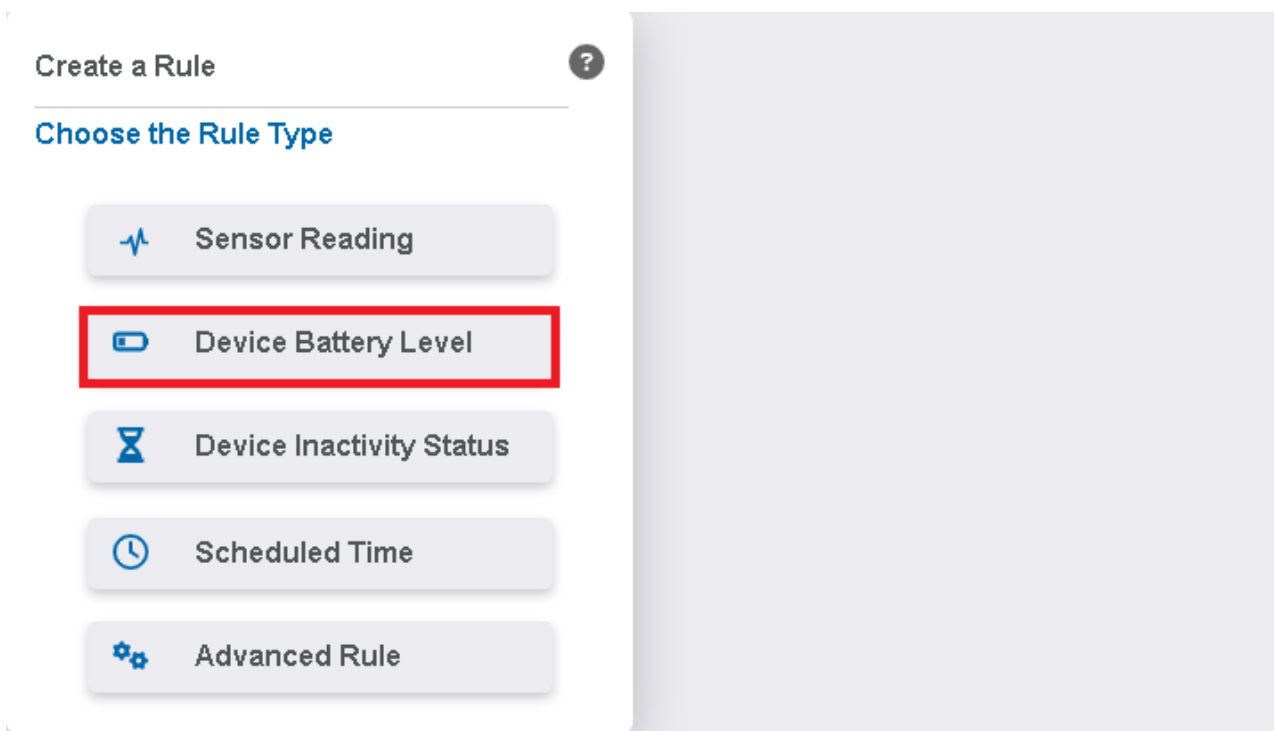 Create a Rule
?
Choose the Rule Type
Sensor Reading
Device Battery Level
Device Inactivity Status
Scheduled Time
Advanced Rule